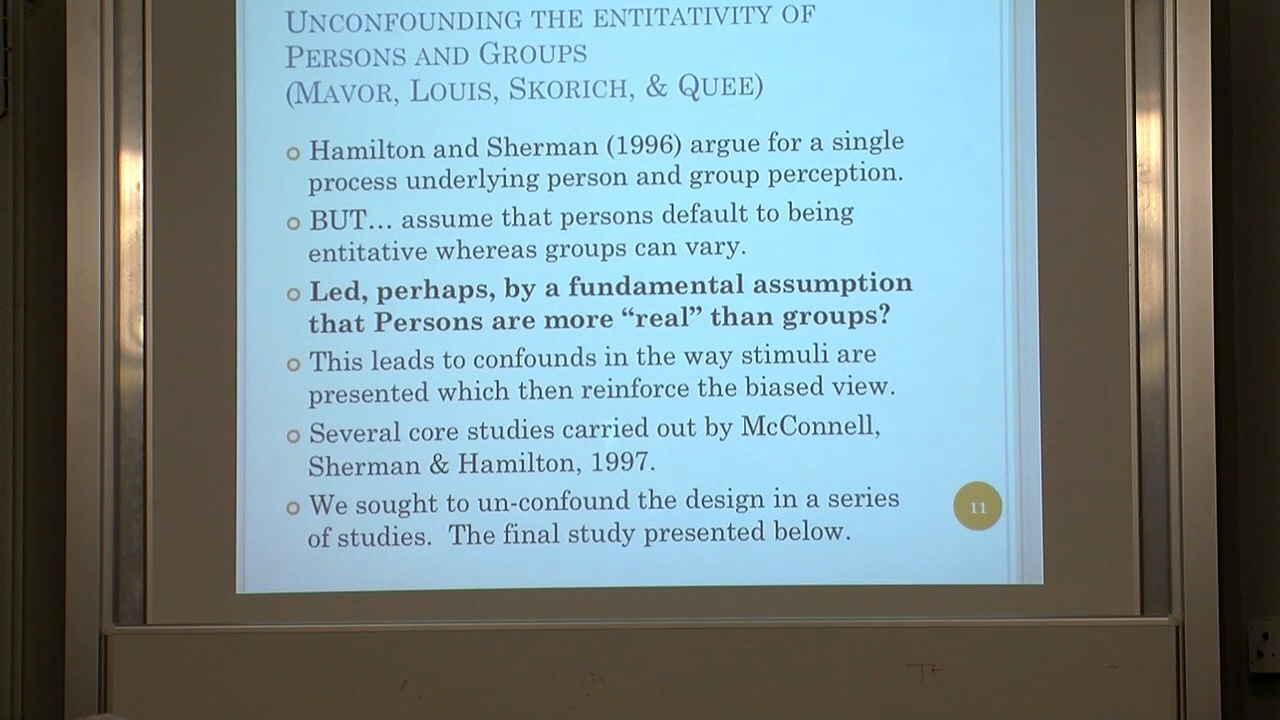 UNCONFOUNDING THE ENTITATIVITY OF
PERSONS AND GROUPS
(MAVOR, LOUIS, SKORICH, & QUEE)
Hamilton and Sherman (1996) argue for a single
process underlying person and group perception.
BUT… assume that persons default to being
entitative whereas groups can vary.
Led, perhaps, by a fundamental assumption
that Persons are more “real” than groups?
This leads to confounds in the way stimuli are
presented which then reinforce the biased view.
Several core studies carried out by McConnell,
Sherman & Hamilton, 1997.
We sought to un-confound the design in a series
of studies.  The final study presented below.
11